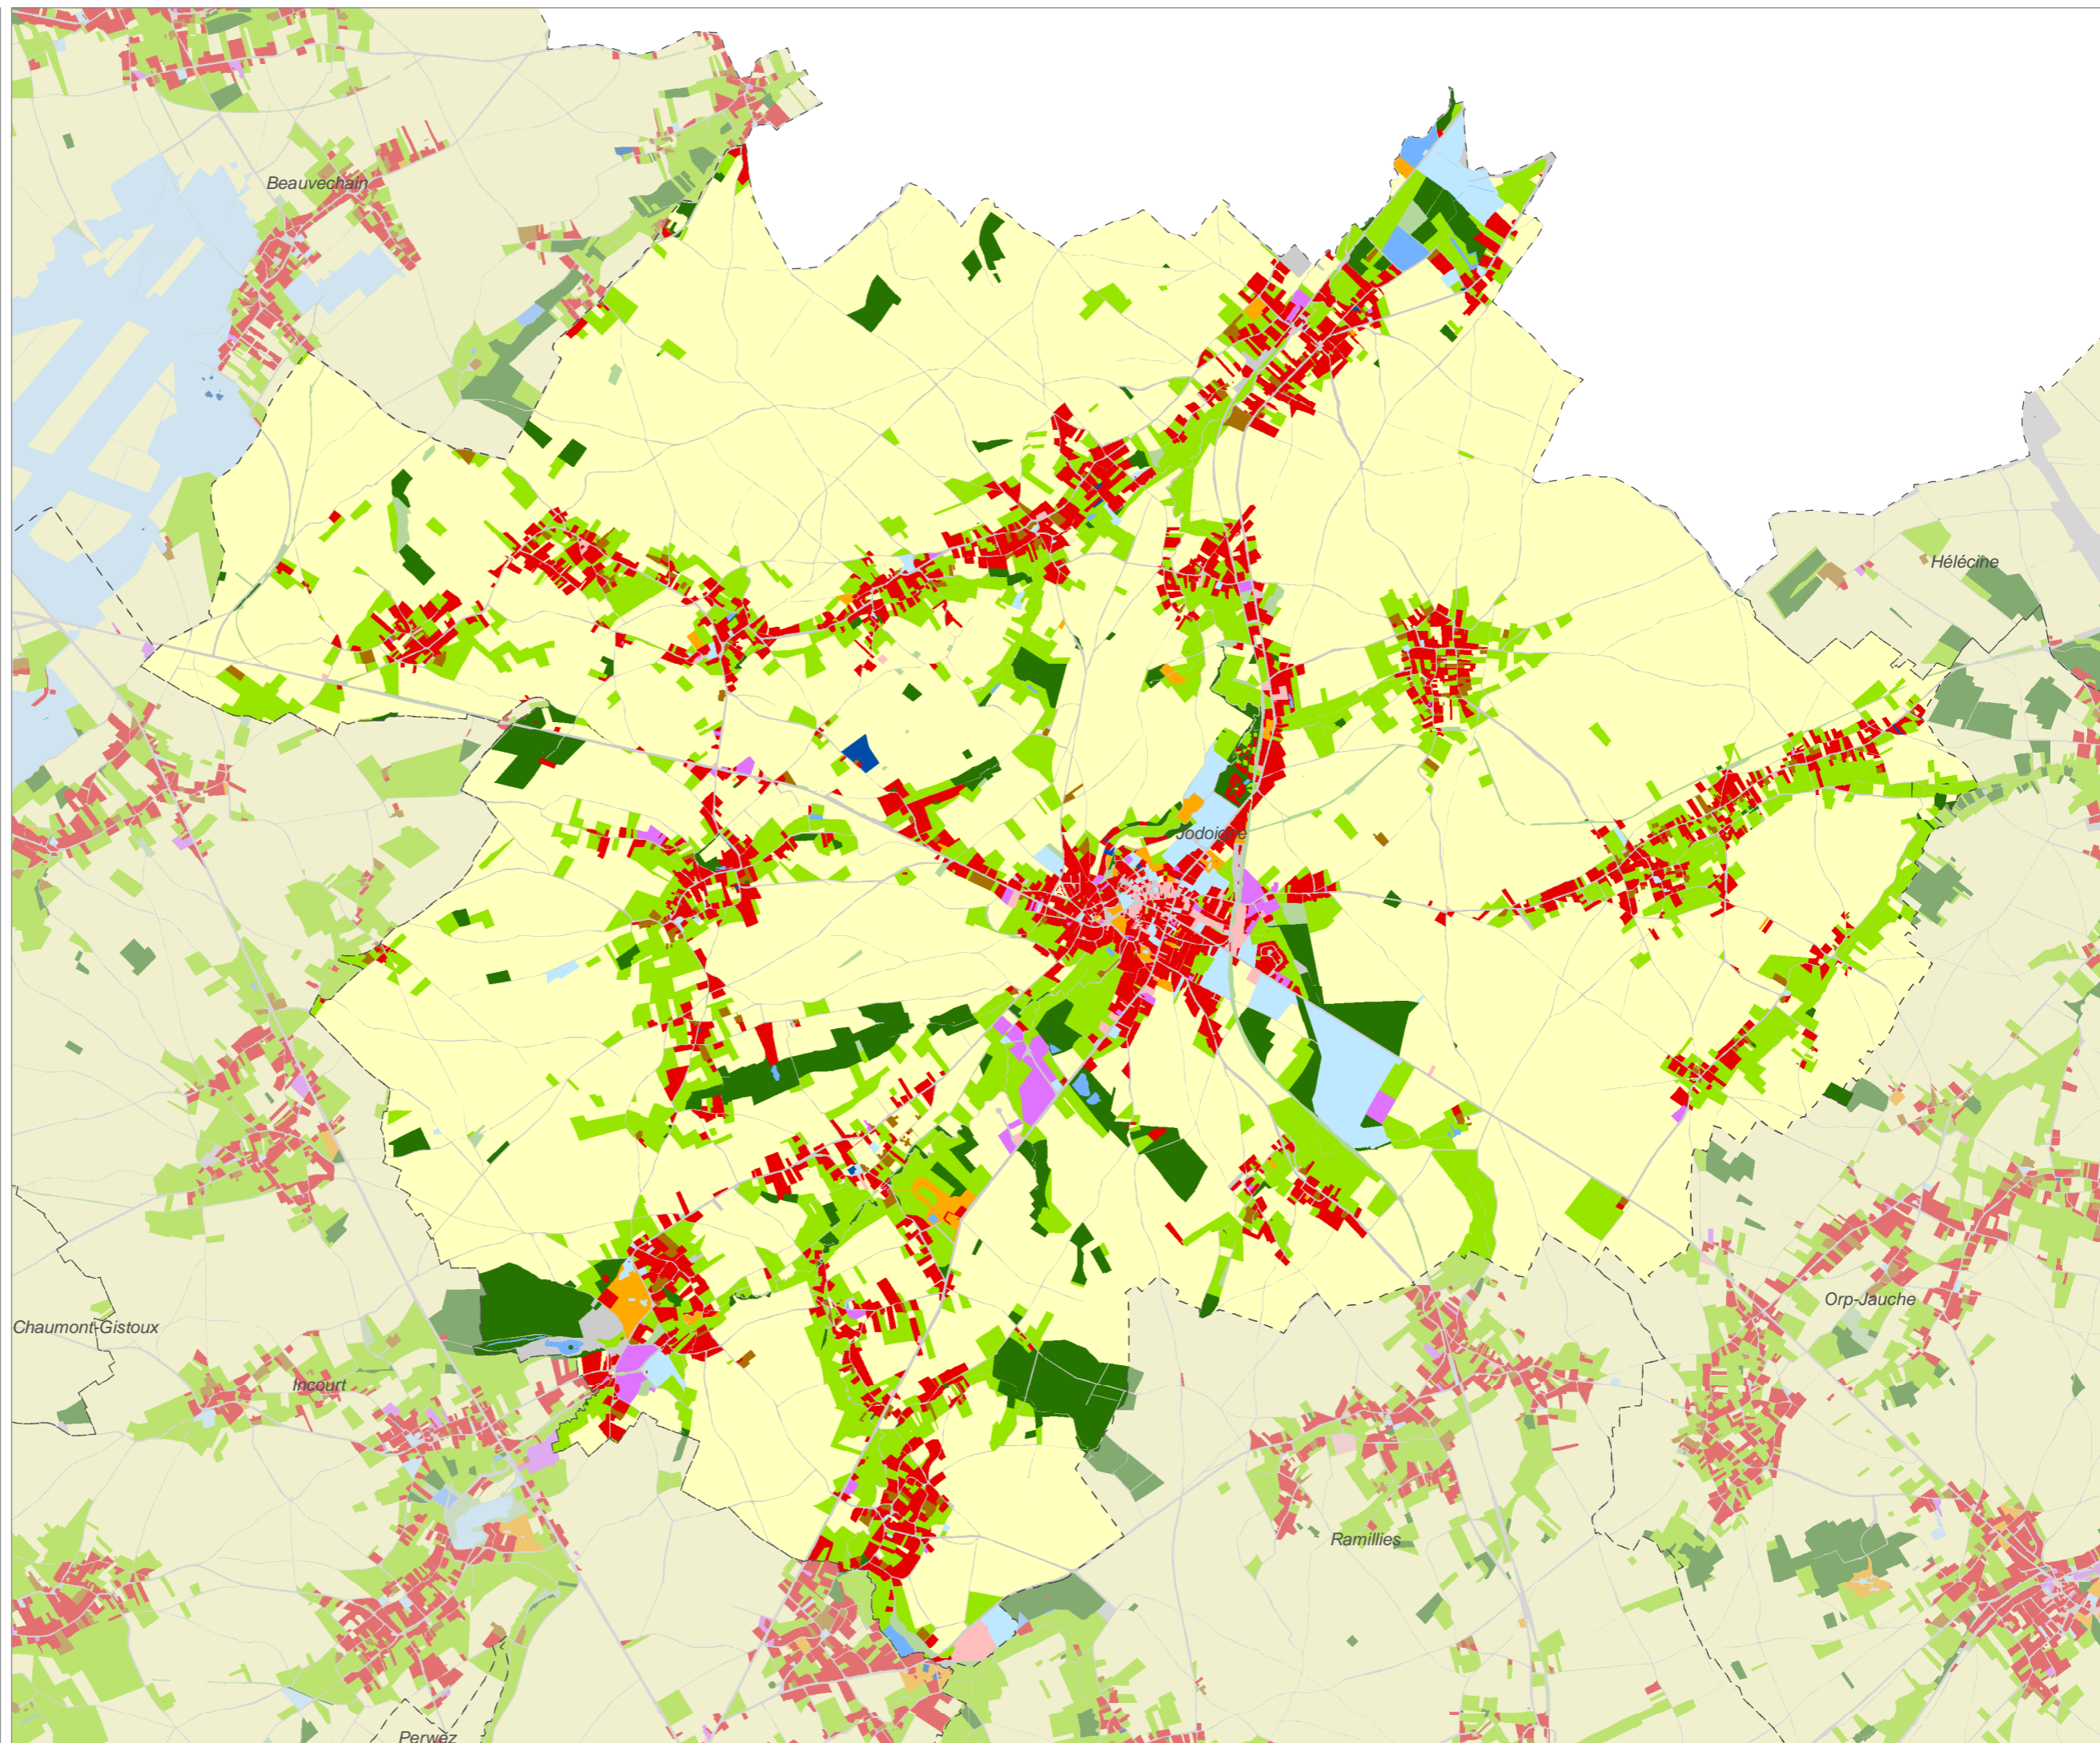 Beauvechain
Hélécine
Jodoigne
Orp-Jauche
Chaumont-Gistoux
Incourt
Ramillies
Perwez